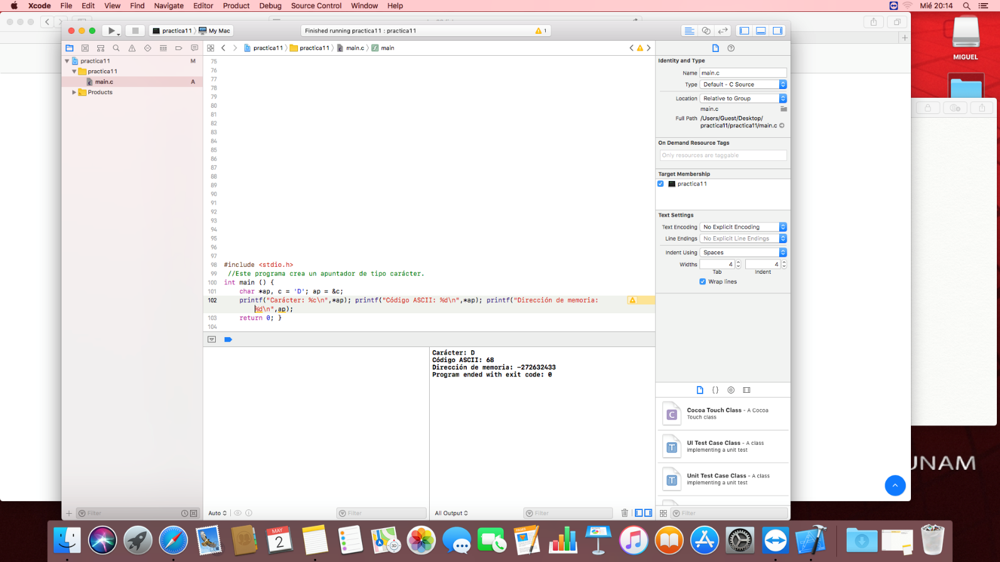 Xcode File Edit View Find Navigate Editor Product Debug Source Control Window Help
Mié 20:14
practica11 My Mac
Finished running practica11 : practica11
1
practica11 practica11 main.c main
practica11 M
practica11
main.c A
Products
75
76
77
78
79
80
81
82
83
84
85
86
87
88
89
90
91
92
93
94
95
96
97
98 #include <stdio.h>
99 //Este programa crea un apuntador de tipo carácter.
100 int main () {
101 char *ap, c = 'D'; ap = &c;
102 printf("Carácter: %c\n",*ap); printf("Código ASCII: %d\n",*ap); printf("Dirección de memoria:
%d\n",ap);
103 return 0; }
104
Carácter: D
Código ASCII: 68
Dirección de memoria: -272632433
Program ended with exit code: 0
Filter
Auto
Filter
All Output
Filter
Identity and Type
Name main.c
Type Default - C Source
Location Relative to Group
main.c
Full Path /Users/Guest/Desktop/
practica11/practica11/main.c
On Demand Resource Tags
Only resources are taggable
Target Membership
practica11
Text Settings
Text Encoding No Explicit Encoding
Line Endings No Explicit Line Endings
Indent Using Spaces
Widths 4 4
Tab Indent
Wrap lines
{}
C
Cocoa Touch Class - A Cocoa
Touch class
T
UI Test Case Class - A class
implementing a unit test
T
Unit Test Case Class - A class
implementing a unit test
Filter
MIGUEL
UNAM
MAY
2
3D